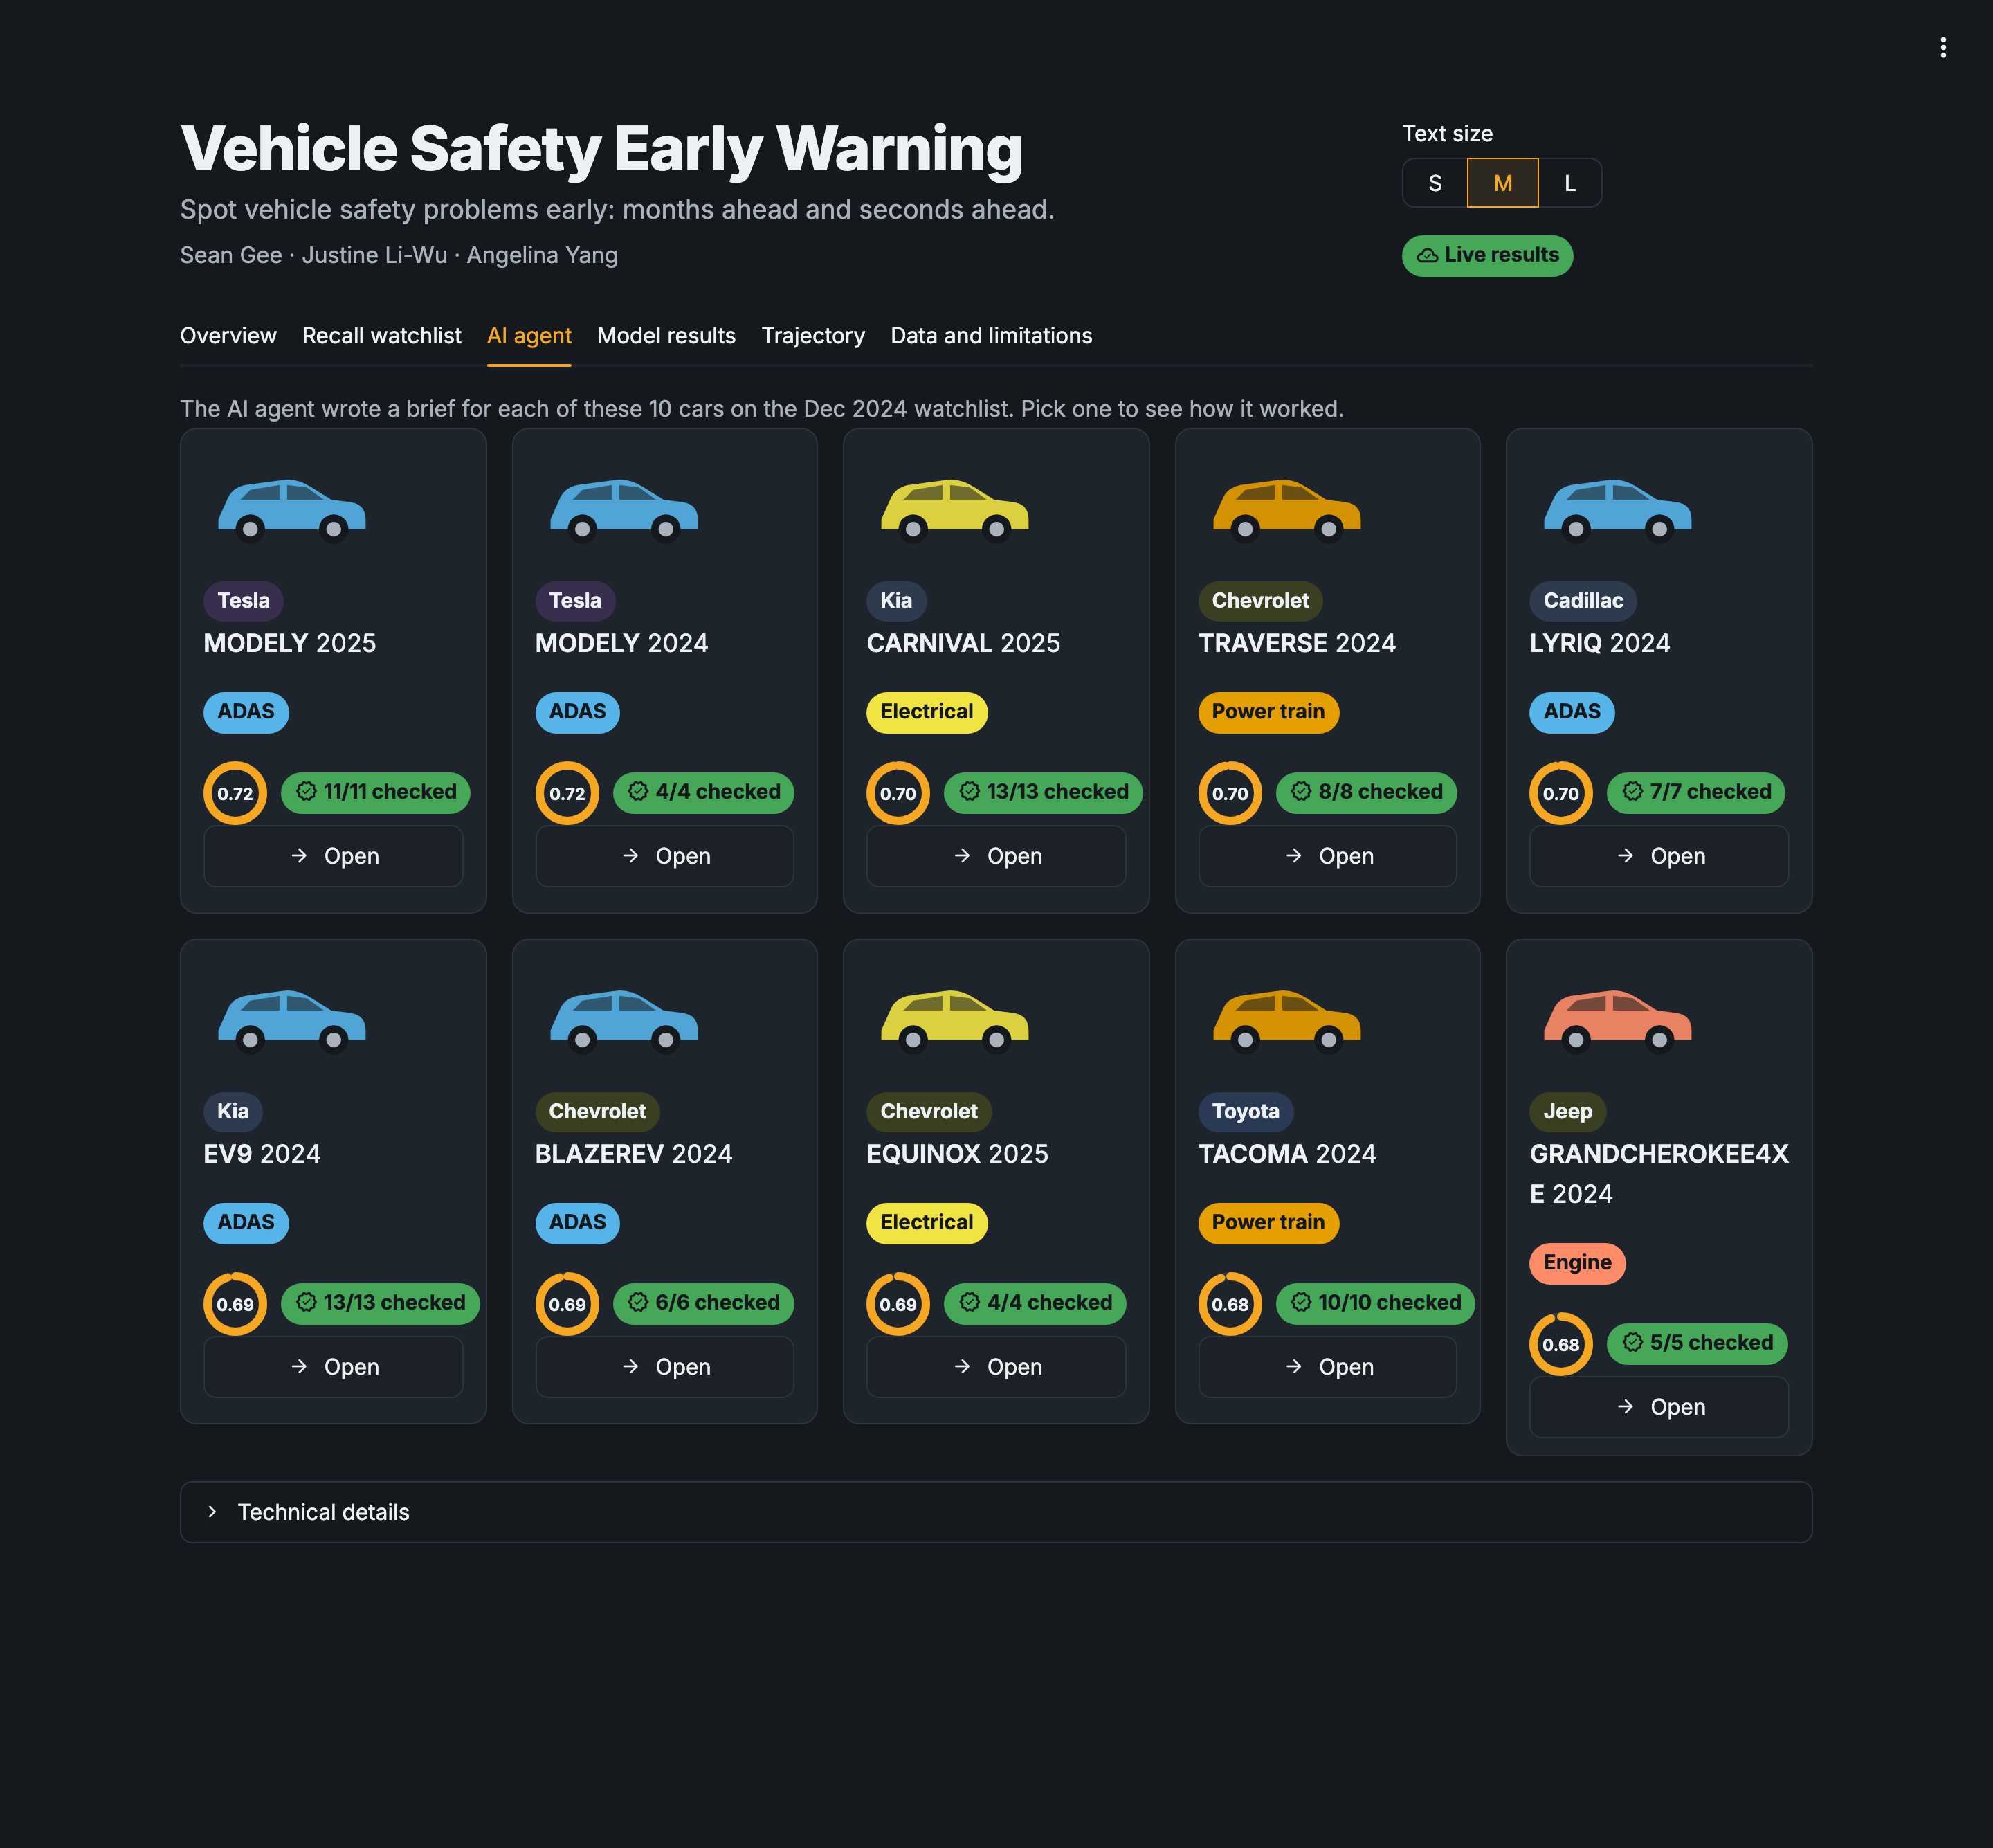 Vehicle Safety Early Warning
Spot vehicle safety problems early: months ahead and seconds ahead.
Sean Gee · Justine Li-Wu · Angelina Yang
Text size
S M L
Live results
Overview Recall watchlist AI agent Model results Trajectory Data and limitations
The AI agent wrote a brief for each of these 10 cars on the Dec 2024 watchlist. Pick one to see how it worked.
Tesla
MODELY 2025
ADAS
0.72 11/11 checked
Open
Tesla
MODELY 2024
ADAS
0.72 4/4 checked
Open
Kia
CARNIVAL 2025
Electrical
0.70 13/13 checked
Open
Chevrolet
TRAVERSE 2024
Power train
0.70 8/8 checked
Open
Cadillac
LYRIQ 2024
ADAS
0.70 7/7 checked
Open
Kia
EV9 2024
ADAS
0.69 13/13 checked
Open
Chevrolet
BLAZEREV 2024
ADAS
0.69 6/6 checked
Open
Chevrolet
EQUINOX 2025
Electrical
0.69 4/4 checked
Open
Toyota
TACOMA 2024
Power train
0.68 10/10 checked
Open
Jeep
GRANDCHEROKEE4X
E 2024
Engine
0.68 5/5 checked
Open
Technical details